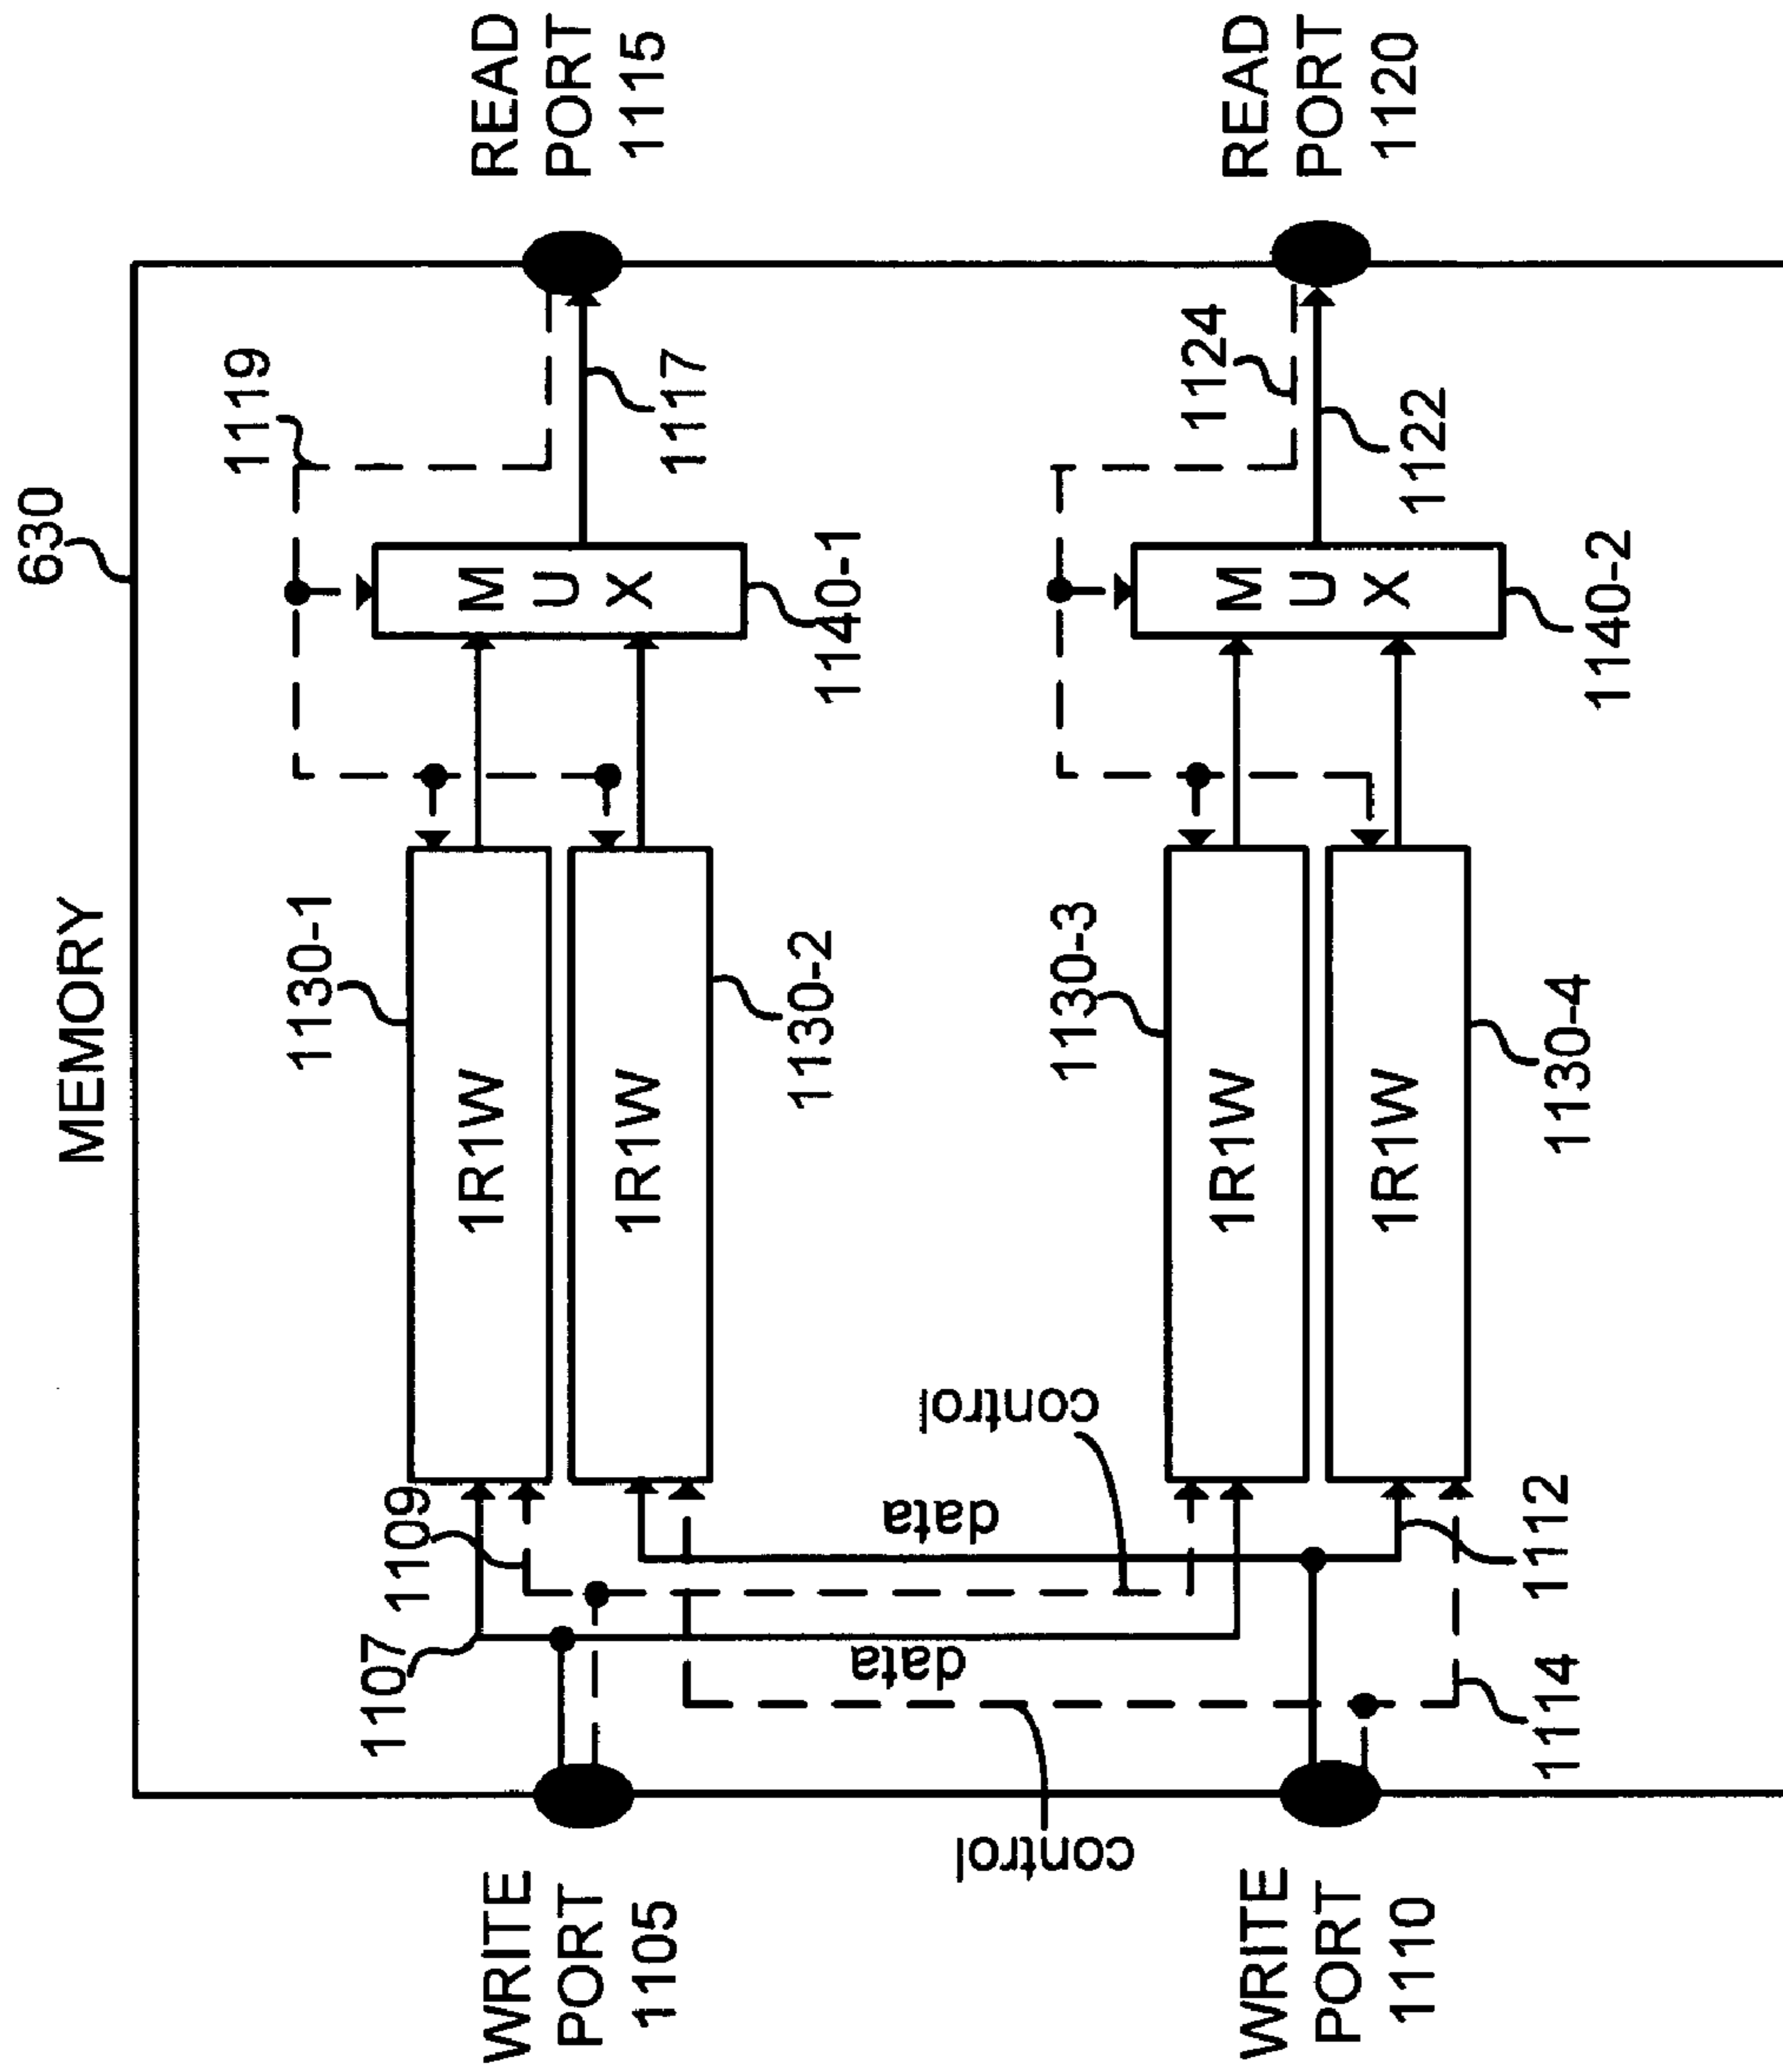 MEMORY
630
WRITE
PORT
1105
WRITE
PORT
1110
READ
PORT
1115
READ
PORT
1120
1107
1109
data
control
data
control
1112
1114
1R1W
1130-1
1R1W
1130-2
1R1W
1130-3
1R1W
1130-4
M
U
X
1140-1
M
U
X
1140-2
1119
1117
1124
1122